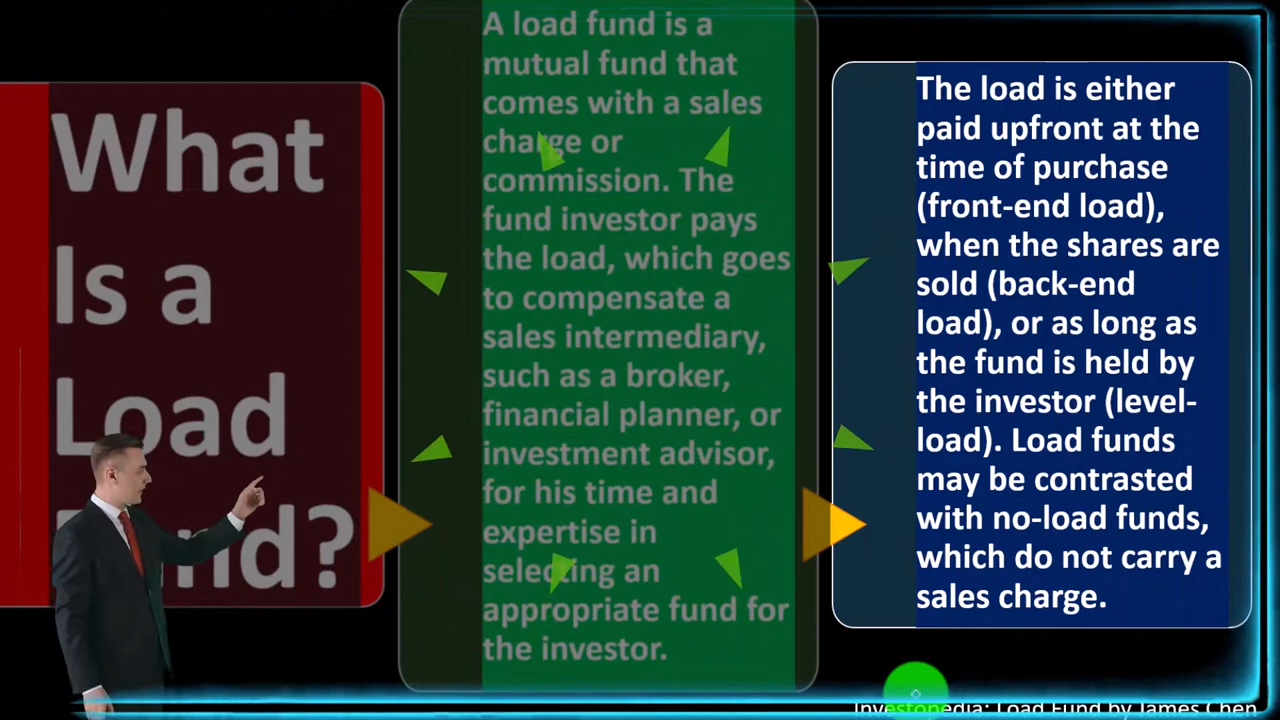 What
Is a
Load
Fund?
A load fund is a
mutual fund that
comes with a sales
charge or
commission. The
fund investor pays
the load, which goes
to compensate a
sales intermediary,
such as a broker,
financial planner, or
investment advisor,
for his time and
expertise in
selecting an
appropriate fund for
the investor.
The load is either
paid upfront at the
time of purchase
(front-end load),
when the shares are
sold (back-end
load), or as long as
the fund is held by
the investor (level-
load). Load funds
may be contrasted
with no-load funds,
which do not carry a
sales charge.
Investopedia: Load Fund by James Chen